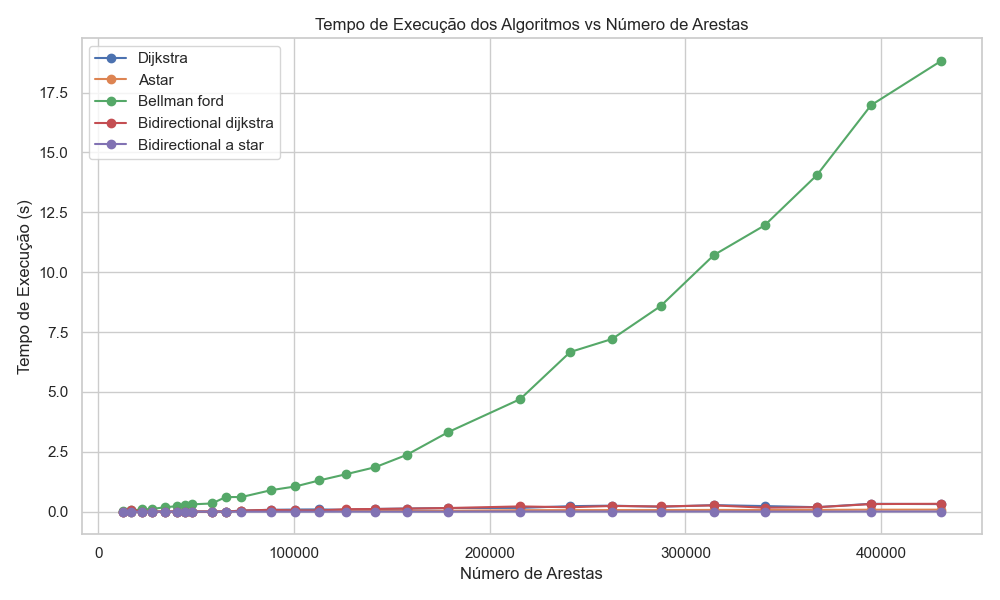 Tempo de Execução dos Algoritmos vs Número de Arestas
Dijkstra
Astar
Bellman ford
Bidirectional dijkstra
Bidirectional a star
Tempo de Execução (s)
17.5
15.0
12.5
10.0
7.5
5.0
2.5
0.0
0
100000
200000
300000
400000
Número de Arestas